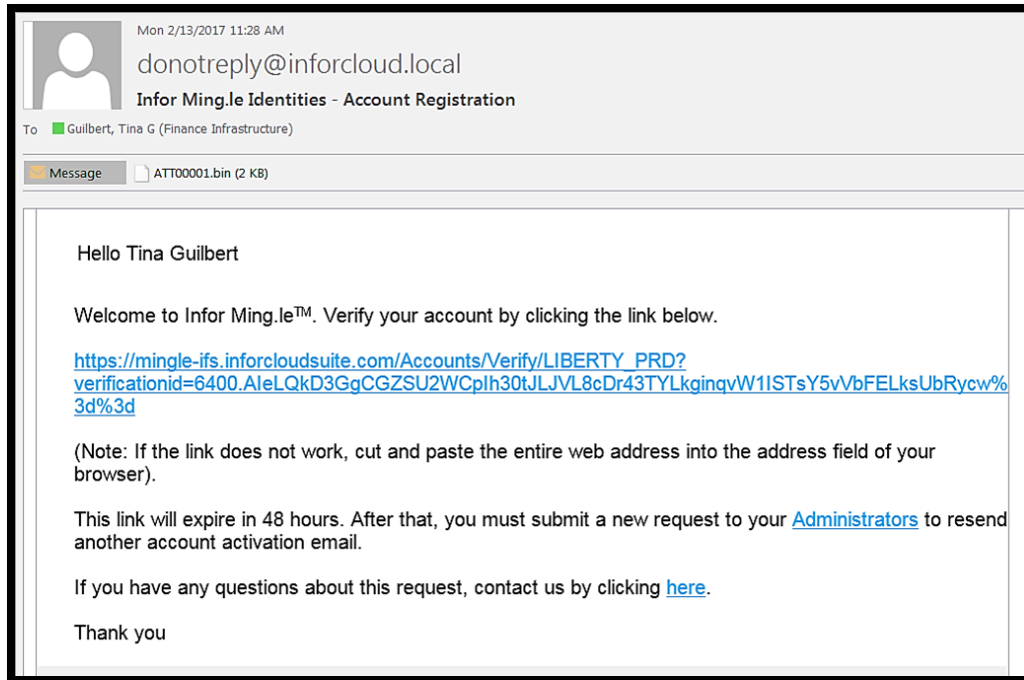 Mon 2/13/2017 11:28 AM
donotreply@inforcloud.local
Infor Ming.le Identities - Account Registration
To Guilbert, Tina G (Finance Infrastructure)
Message ATT00001.bin (2 KB)
Hello Tina Guilbert
Welcome to Infor Ming.le™. Verify your account by clicking the link below.
https://mingle-ifs.inforcloudsuite.com/Accounts/Verify/LIBERTY_PRD?
verificationid=6400.AIeLQkD3GgCGZSU2WCpIh30tJLJVL8cDr43TYLkginqvW1ISTsY5vVbFELksUbRycw%
3d%3d
(Note: If the link does not work, cut and paste the entire web address into the address field of your
browser).
This link will expire in 48 hours. After that, you must submit a new request to your Administrators to resend
another account activation email.
If you have any questions about this request, contact us by clicking here.
Thank you